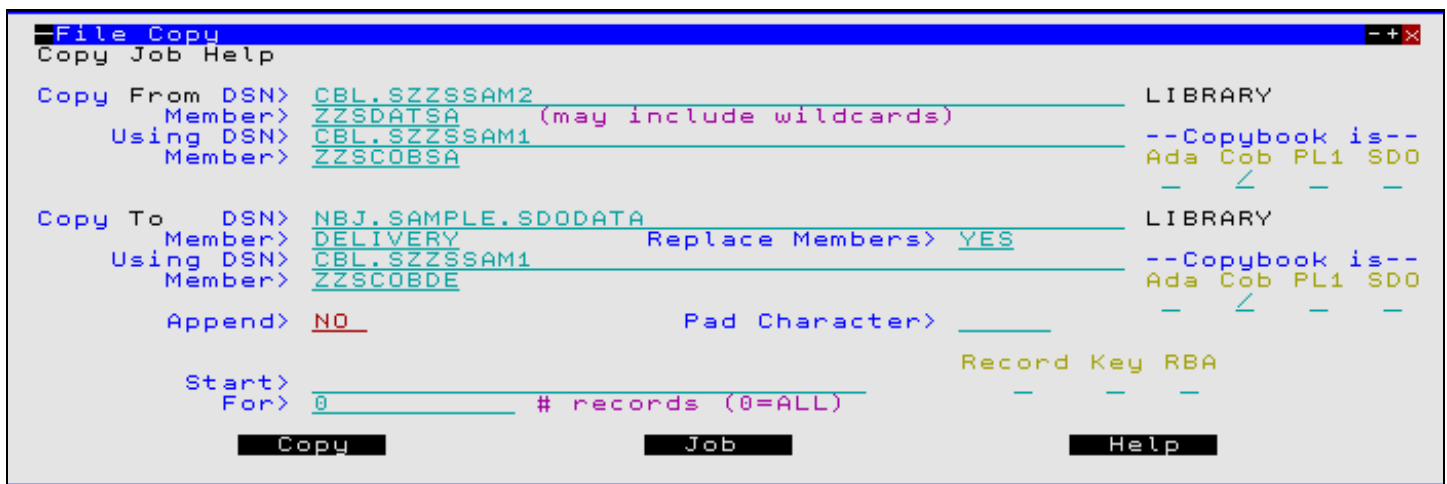 File Copy - + x
Copy Job Help
Copy From DSN> CBL.SZZSSAM2 LIBRARY
Member> ZZSDATSA (may include wildcards)
Using DSN> CBL.SZZSSAM1 --Copybook is--
Member> ZZSCOBSA Ada Cob PL1 SDO
_ / _ _
Copy To DSN> NBJ.SAMPLE.SDODATA LIBRARY
Member> DELIVERY Replace Members> YES
Using DSN> CBL.SZZSSAM1 --Copybook is--
Member> ZZSCOBDE Ada Cob PL1 SDO
_ / _ _
Append> NO Pad Character>
Record Key RBA
Start> _ _ _
For> 0 # records (0=ALL)
Copy Job Help